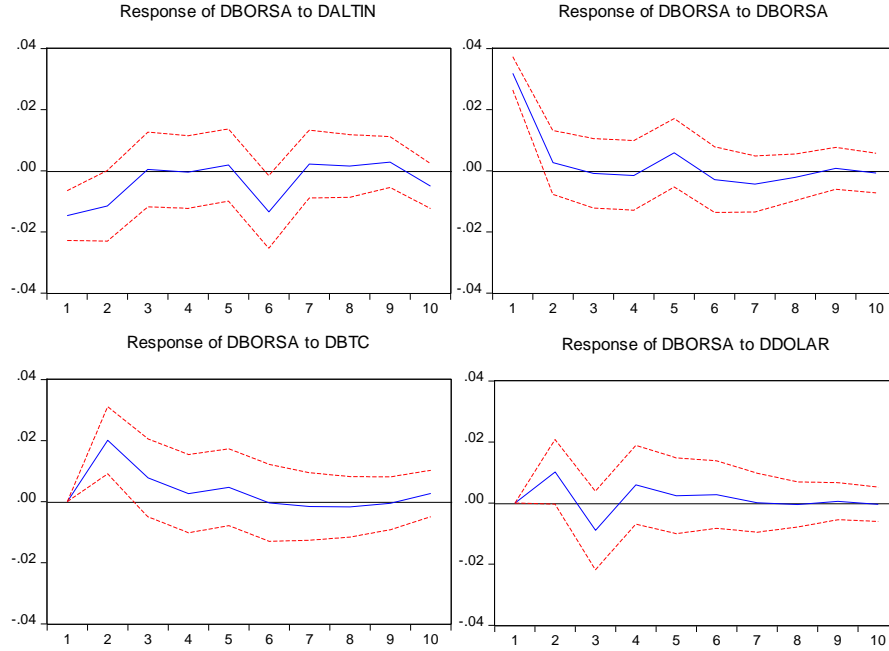 Response of DBORSA to DALTIN
.04
.02
.00
-.02
-.04
1 2 3 4 5 6 7 8 9 10
Response of DBORSA to DBORSA
.04
.02
.00
-.02
-.04
1 2 3 4 5 6 7 8 9 10
Response of DBORSA to DBTC
.04
.02
.00
-.02
-.04
1 2 3 4 5 6 7 8 9 10
Response of DBORSA to DDOLAR
.04
.02
.00
-.02
-.04
1 2 3 4 5 6 7 8 9 10